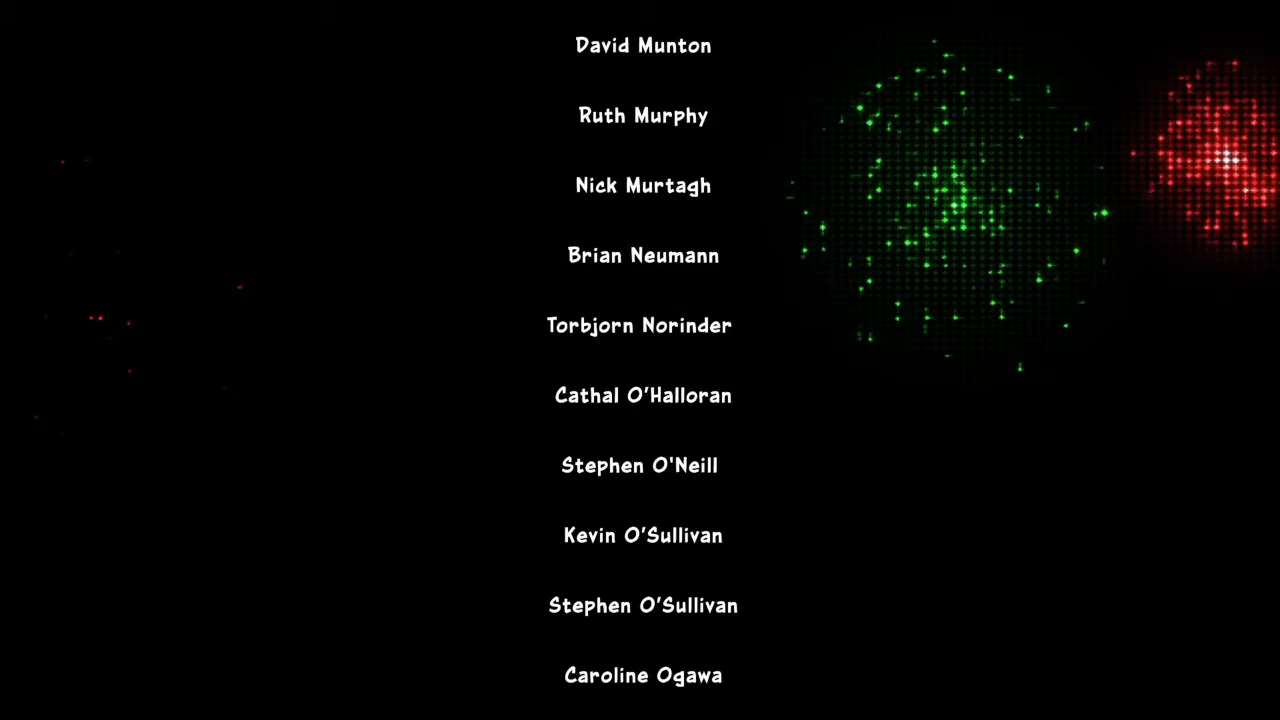 David Munton
Ruth Murphy
Nick Murtagh
Brian Neumann
Torbjorn Norinder
Cathal O'Halloran
Stephen O'Neill
Kevin O'Sullivan
Stephen O'Sullivan
Caroline Ogawa